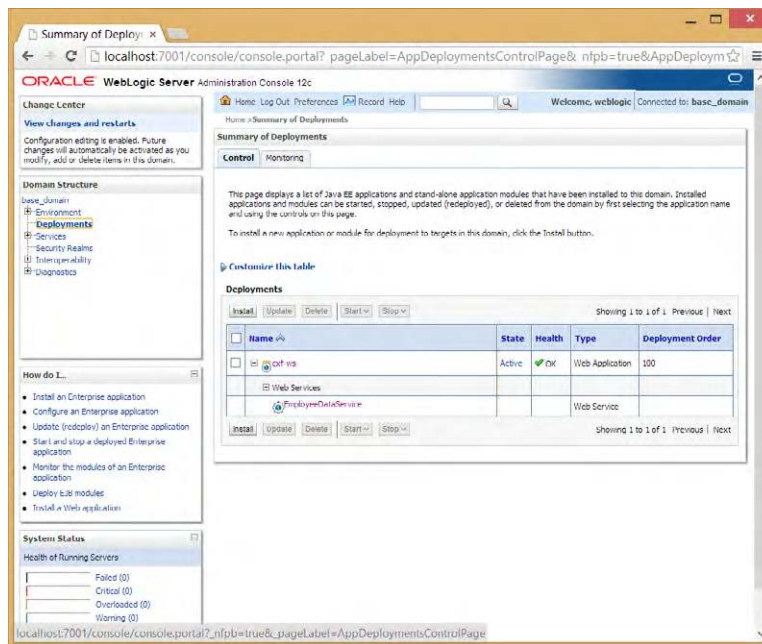 Summary of Deploy
localhost:7001/console/console.portal?_pageLabel=AppDeploymentsControlPage&_nfpb=true&AppDeploym
ORACLE WebLogic Server Administration Console 12c
Change Center
View changes and restarts
Configuration editing is enabled. Future
changes will automatically be activated as you
modify, add or delete items in this domain.
Domain Structure
base_domain
Environment
Deployments
Services
Security Realms
Interoperability
Diagnostics
How do I...
Install an Enterprise application
Configure an Enterprise application
Update (redeploy) an Enterprise application
Start and stop a deployed Enterprise
application
Monitor the modules of an Enterprise
application
Deploy EJB modules
Install a Web application
System Status
Health of Running Servers
Failed (0)
Critical (0)
Overloaded (0)
Warning (0)
Home Log Out Preferences Record Help
Welcome, weblogic Connected to: base_domain
Home >Summary of Deployments
Summary of Deployments
Control Monitoring
This page displays a list of Java EE applications and stand-alone application modules that have been installed to this domain. Installed
applications and modules can be started, stopped, updated (redeployed), or deleted from the domain by first selecting the application name
and using the controls on this page.
To install a new application or module for deployment to targets in this domain, click the Install button.
Customize this table
Deployments
Install Update Delete Start Stop Showing 1 to 1 of 1 Previous | Next
Name State Health Type Deployment Order
cxf-ws Active OK Web Application 100
Web Services
EmployeeDataService Web Service
Install Update Delete Start Stop Showing 1 to 1 of 1 Previous | Next
localhost:7001/console/console.portal?_nfpb=true&_pageLabel=AppDeploymentsControlPage